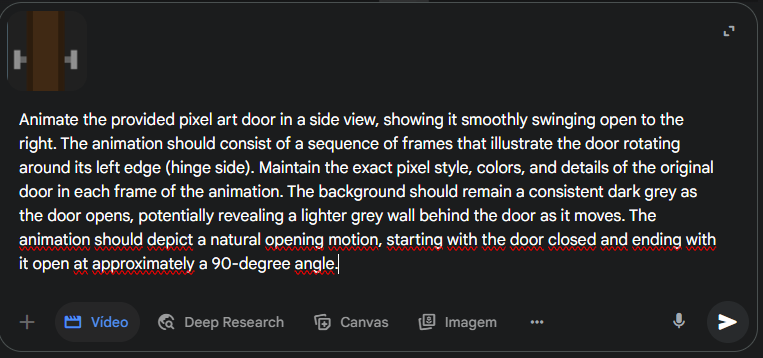 Animate the provided pixel art door in a side view, showing it smoothly swinging open to the
right. The animation should consist of a sequence of frames that illustrate the door rotating
around its left edge (hinge side). Maintain the exact pixel style, colors, and details of the original
door in each frame of the animation. The background should remain a consistent dark grey as
the door opens, potentially revealing a lighter grey wall behind the door as it moves. The
animation should depict a natural opening motion, starting with the door closed and ending with
it open at approximately a 90-degree angle.
Vídeo Deep Research Canvas Imagem